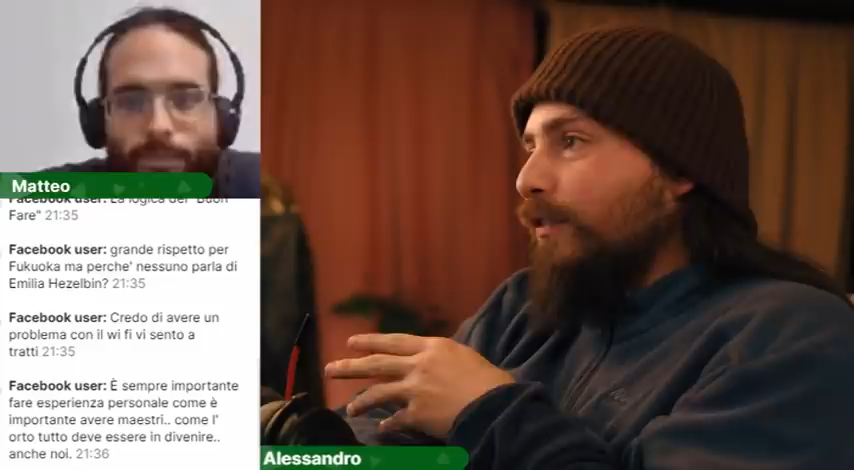 Matteo
Facebook user: La logica del "Buon
Fare" 21:35
Facebook user: grande rispetto per
Fukuoka ma perche' nessuno parla di
Emilia Hezelbin? 21:35
Facebook user: Credo di avere un
problema con il wi fi vi sento a
tratti 21:35
Facebook user: È sempre importante
fare esperienza personale come è
importante avere maestri.. come l'
orto tutto deve essere in divenire..
anche noi. 21:36
Alessandro